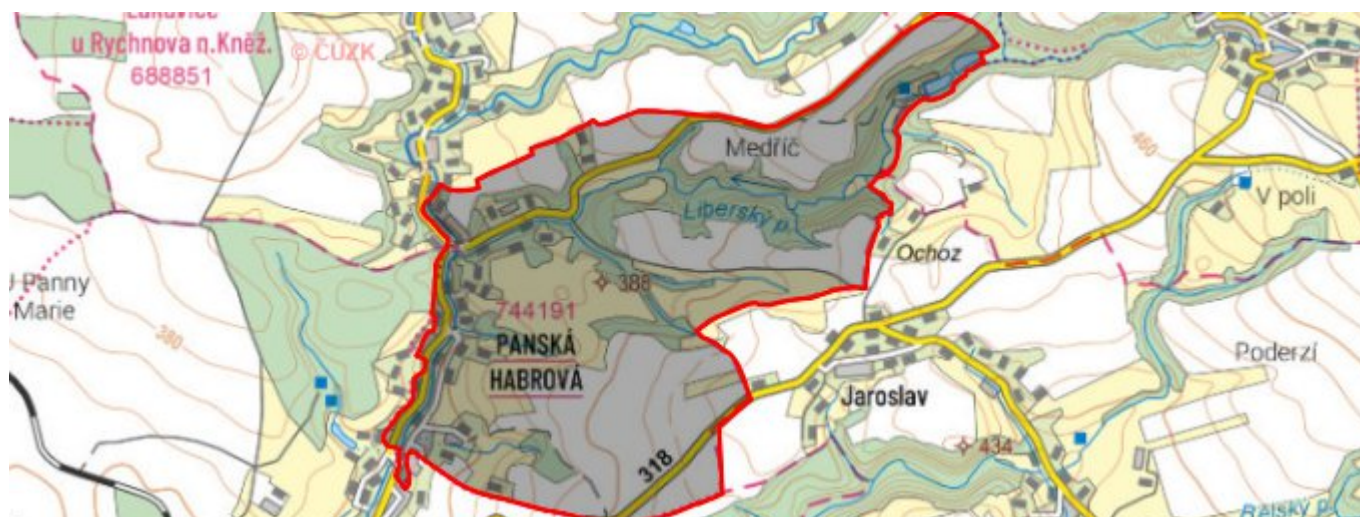 Lukavice
u Rychnova n.Kněž.
688851
© ČÚZK
Medříč
460
V poli
Liberský p.
Ochoz
U Panny
Marie
388
744191
PANSKÁ
HABROVÁ
380
Poderzí
Jaroslav
318
434